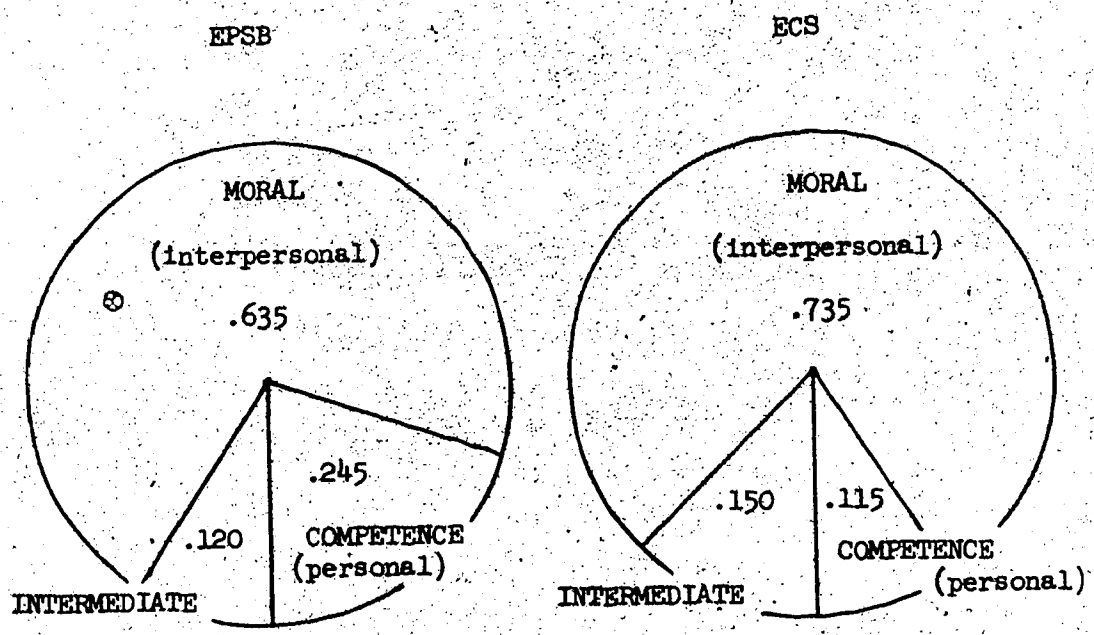 EPSB
MORAL
(interpersonal)
.635
.245
.120
COMPETENCE
(personal)
INTERMEDIATE
ECS
MORAL
(interpersonal)
.735
.150
.115
COMPETENCE
(personal)
INTERMEDIATE